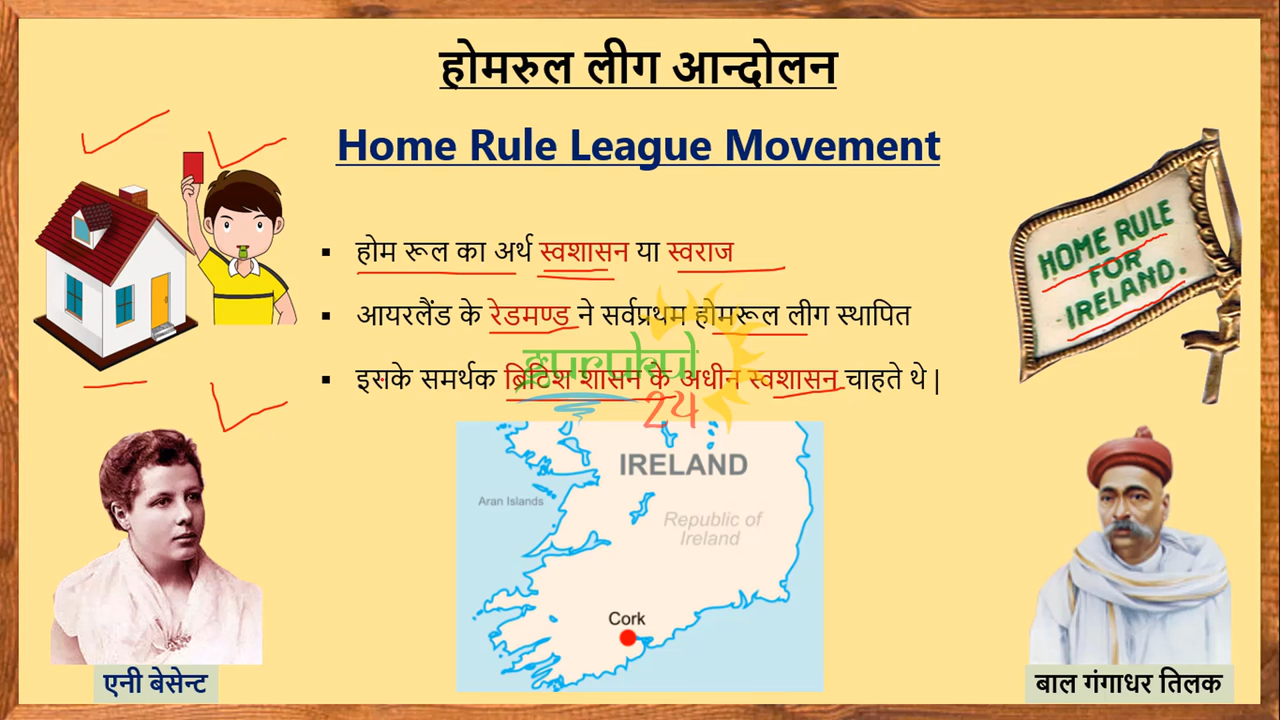 होमरुल लीग आन्दोलन
Home Rule League Movement
▪ होम रूल का अर्थ स्वशासन या स्वराज
▪ आयरलैंड के रेडमण्ड ने सर्वप्रथम होमरूल लीग स्थापित
▪ इसके समर्थक ब्रिटिश शासन के अधीन स्वशासन चाहते थे |
HOME RULE
FOR
IRELAND.
gurukul
24
IRELAND
Aran Islands
Republic of
Ireland
Cork
एनी बेसेन्ट
बाल गंगाधर तिलक